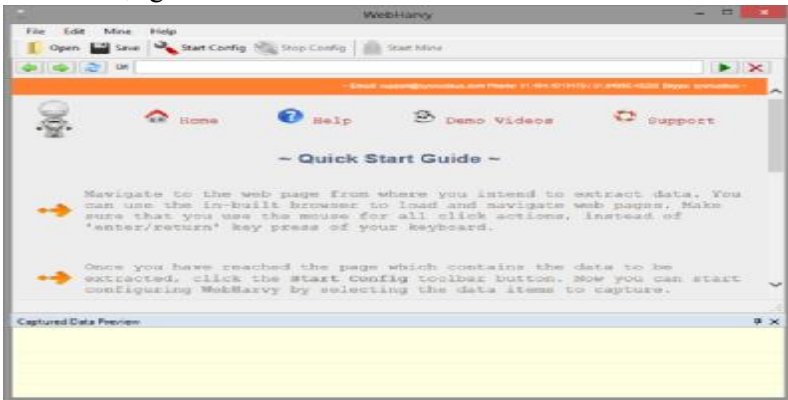 WebHarvy
File Edit Mine Help
Open Save Start Config Stop Config Start Mine
Url
Home Help Demo Videos Support
~ Quick Start Guide ~
Navigate to the web page from where you intend to extract data. You
can use the in-built browser to load and navigate web pages. Make
sure that you use the mouse for all click actions, instead of
'enter/return' key press of your keyboard.
Once you have reached the page which contains the data to be
extracted, click the Start Config toolbar button. Now you can start
configuring WebHarvy by selecting the data items to capture.
Captured Data Preview